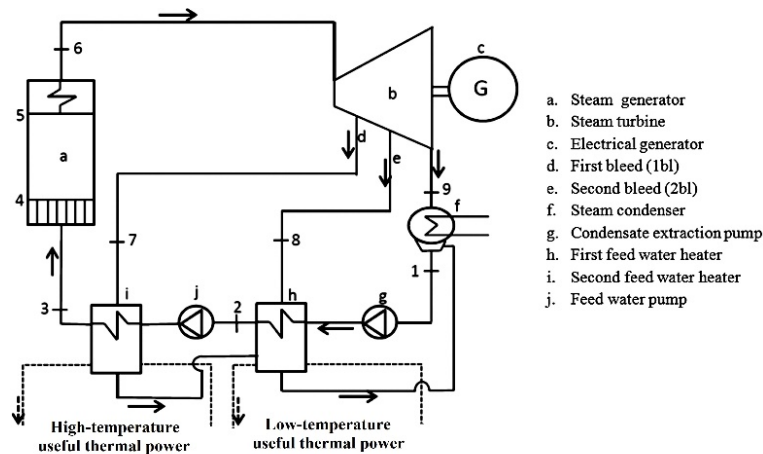 6
c
G
b
5
a
4
d
e
9
f
7
8
1
3
i
j
2
h
g
High-temperature
useful thermal power
Low-temperature
useful thermal power
a. Steam generator
b. Steam turbine
c. Electrical generator
d. First bleed (1bl)
e. Second bleed (2bl)
f. Steam condenser
g. Condensate extraction pump
h. First feed water heater
i. Second feed water heater
j. Feed water pump